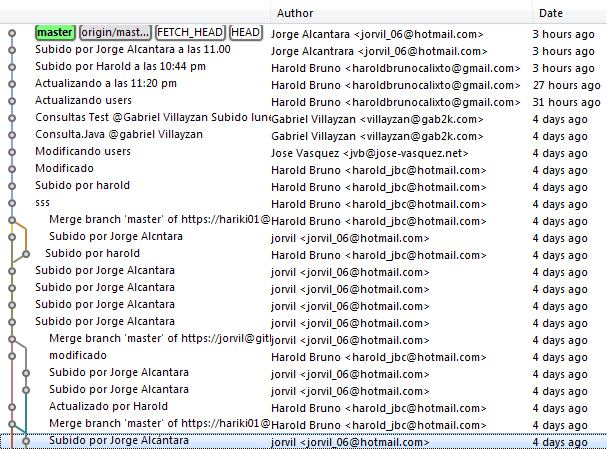 Author Date
master origin/mast... FETCH_HEAD HEAD Jorge Alcantara <jorvil_06@hotmail.com> 3 hours ago
Subido por Jorge Alcantara a las 11.00 Jorge Alcantrara <jorvil_06@hotmail.com> 3 hours ago
Subido por Harold a las 10:44 pm Harold Bruno <haroldbrunocalixto@gmail.com> 3 hours ago
Actualizando a las 11:20 pm Harold Bruno <haroldbrunocalixto@gmail.com> 27 hours ago
Actualizando users Harold Bruno <haroldbrunocalixto@gmail.com> 31 hours ago
Consultas Test @Gabriel Villayzan Subido lun Gabriel Villayzan <villayzan@gab2k.com> 4 days ago
Consulta.Java @gabriel Villayzan Gabriel Villayzan <villayzan@gab2k.com> 4 days ago
Modificando users Jose Vasquez <jvb@jose-vasquez.net> 4 days ago
Modificado Harold Bruno <harold_jbc@hotmail.com> 4 days ago
Subido por harold Harold Bruno <harold_jbc@hotmail.com> 4 days ago
sss Harold Bruno <harold_jbc@hotmail.com> 4 days ago
Merge branch 'master' of https://hariki01@ Harold Bruno <harold_jbc@hotmail.com> 4 days ago
Subido por Jorge Alcntara jorvil <jorvil_06@hotmail.com> 4 days ago
Subido por harold Harold Bruno <harold_jbc@hotmail.com> 4 days ago
Subido por Jorge Alcantara jorvil <jorvil_06@hotmail.com> 4 days ago
Subido por Jorge Alcantara jorvil <jorvil_06@hotmail.com> 4 days ago
Subido por Jorge Alcantara jorvil <jorvil_06@hotmail.com> 4 days ago
Subido por Jorge Alcantara jorvil <jorvil_06@hotmail.com> 4 days ago
Merge branch 'master' of https://jorvil@gitl jorvil <jorvil_06@hotmail.com> 4 days ago
modificado Harold Bruno <harold_jbc@hotmail.com> 4 days ago
Subido por Jorge Alcantara jorvil <jorvil_06@hotmail.com> 4 days ago
Subido por Jorge Alcantara jorvil <jorvil_06@hotmail.com> 4 days ago
Actualizado por Harold Harold Bruno <harold_jbc@hotmail.com> 4 days ago
Merge branch 'master' of https://hariki01@ Harold Bruno <harold_jbc@hotmail.com> 4 days ago
Subido por Jorge Alcántara jorvil <jorvil_06@hotmail.com> 4 days ago